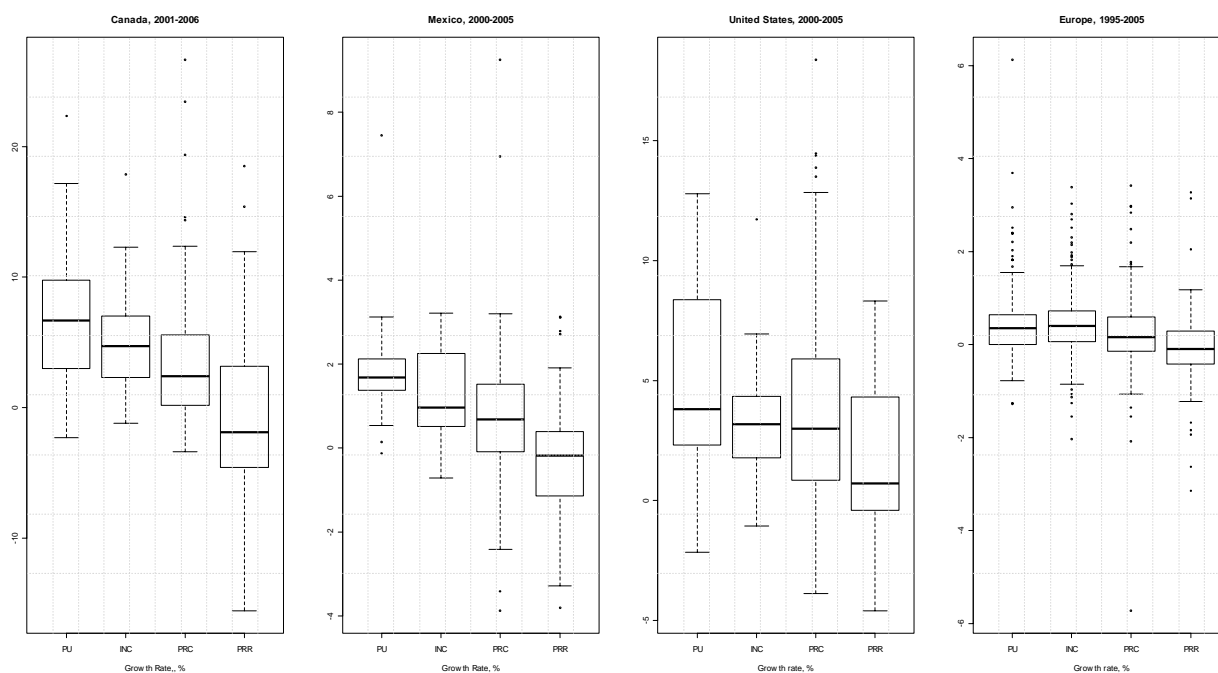 Canada, 2001-2006
20
10
0
-10
PU INC PRC PRR
Growth Rate,, %
Mexico, 2000-2005
8
6
4
2
0
-2
-4
PU INC PRC PRR
Growth Rate, %
United States, 2000-2005
15
10
5
0
-5
PU INC PRC PRR
Growth rate, %
Europe, 1995-2005
6
4
2
0
-2
-4
-6
PU INC PRC PRR
Growth rate, %